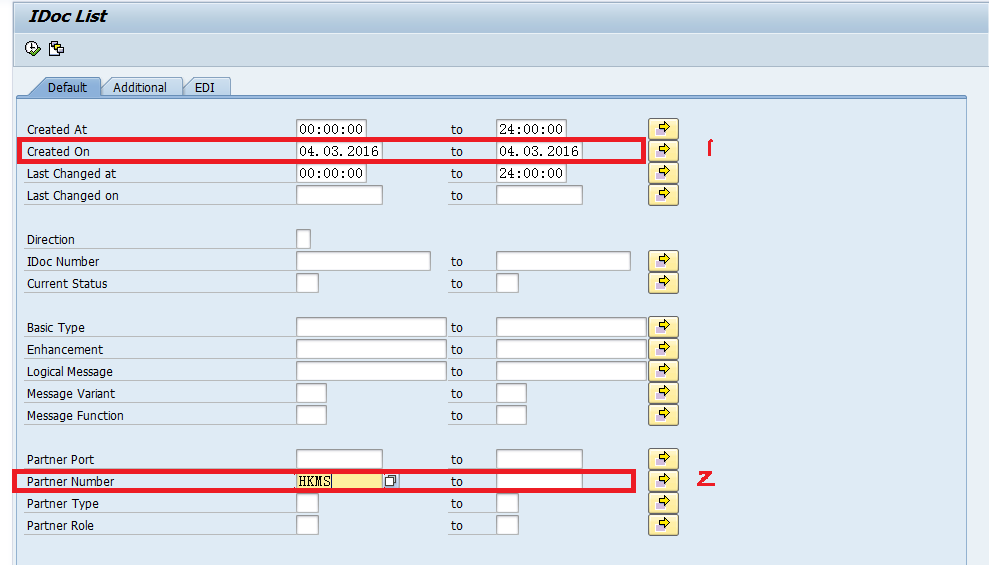 IDoc List
Default Additional EDI
Created At 00:00:00 to 24:00:00
Created On 04.03.2016 to 04.03.2016 1
Last Changed at 00:00:00 to 24:00:00
Last Changed on to
Direction
IDoc Number to
Current Status to
Basic Type to
Enhancement to
Logical Message to
Message Variant to
Message Function to
Partner Port to
Partner Number HKMS to 2
Partner Type to
Partner Role to